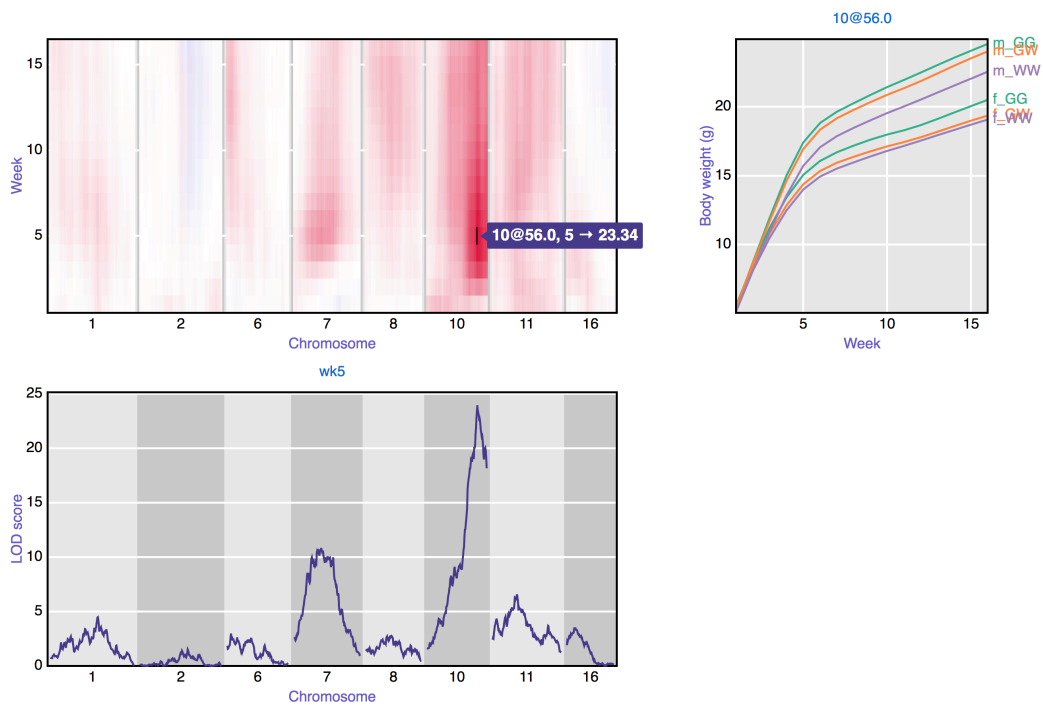 10@56.0
15
10
5
Week
10@56.0, 5 → 23.34
1 2 6 7 8 10 11 16
Chromosome
m_GG
m_GW
m_WW
f_GG
f_GW
f_WW
20
15
10
Body weight (g)
5 10 15
Week
wk5
25
20
15
10
5
0
LOD score
1 2 6 7 8 10 11 16
Chromosome